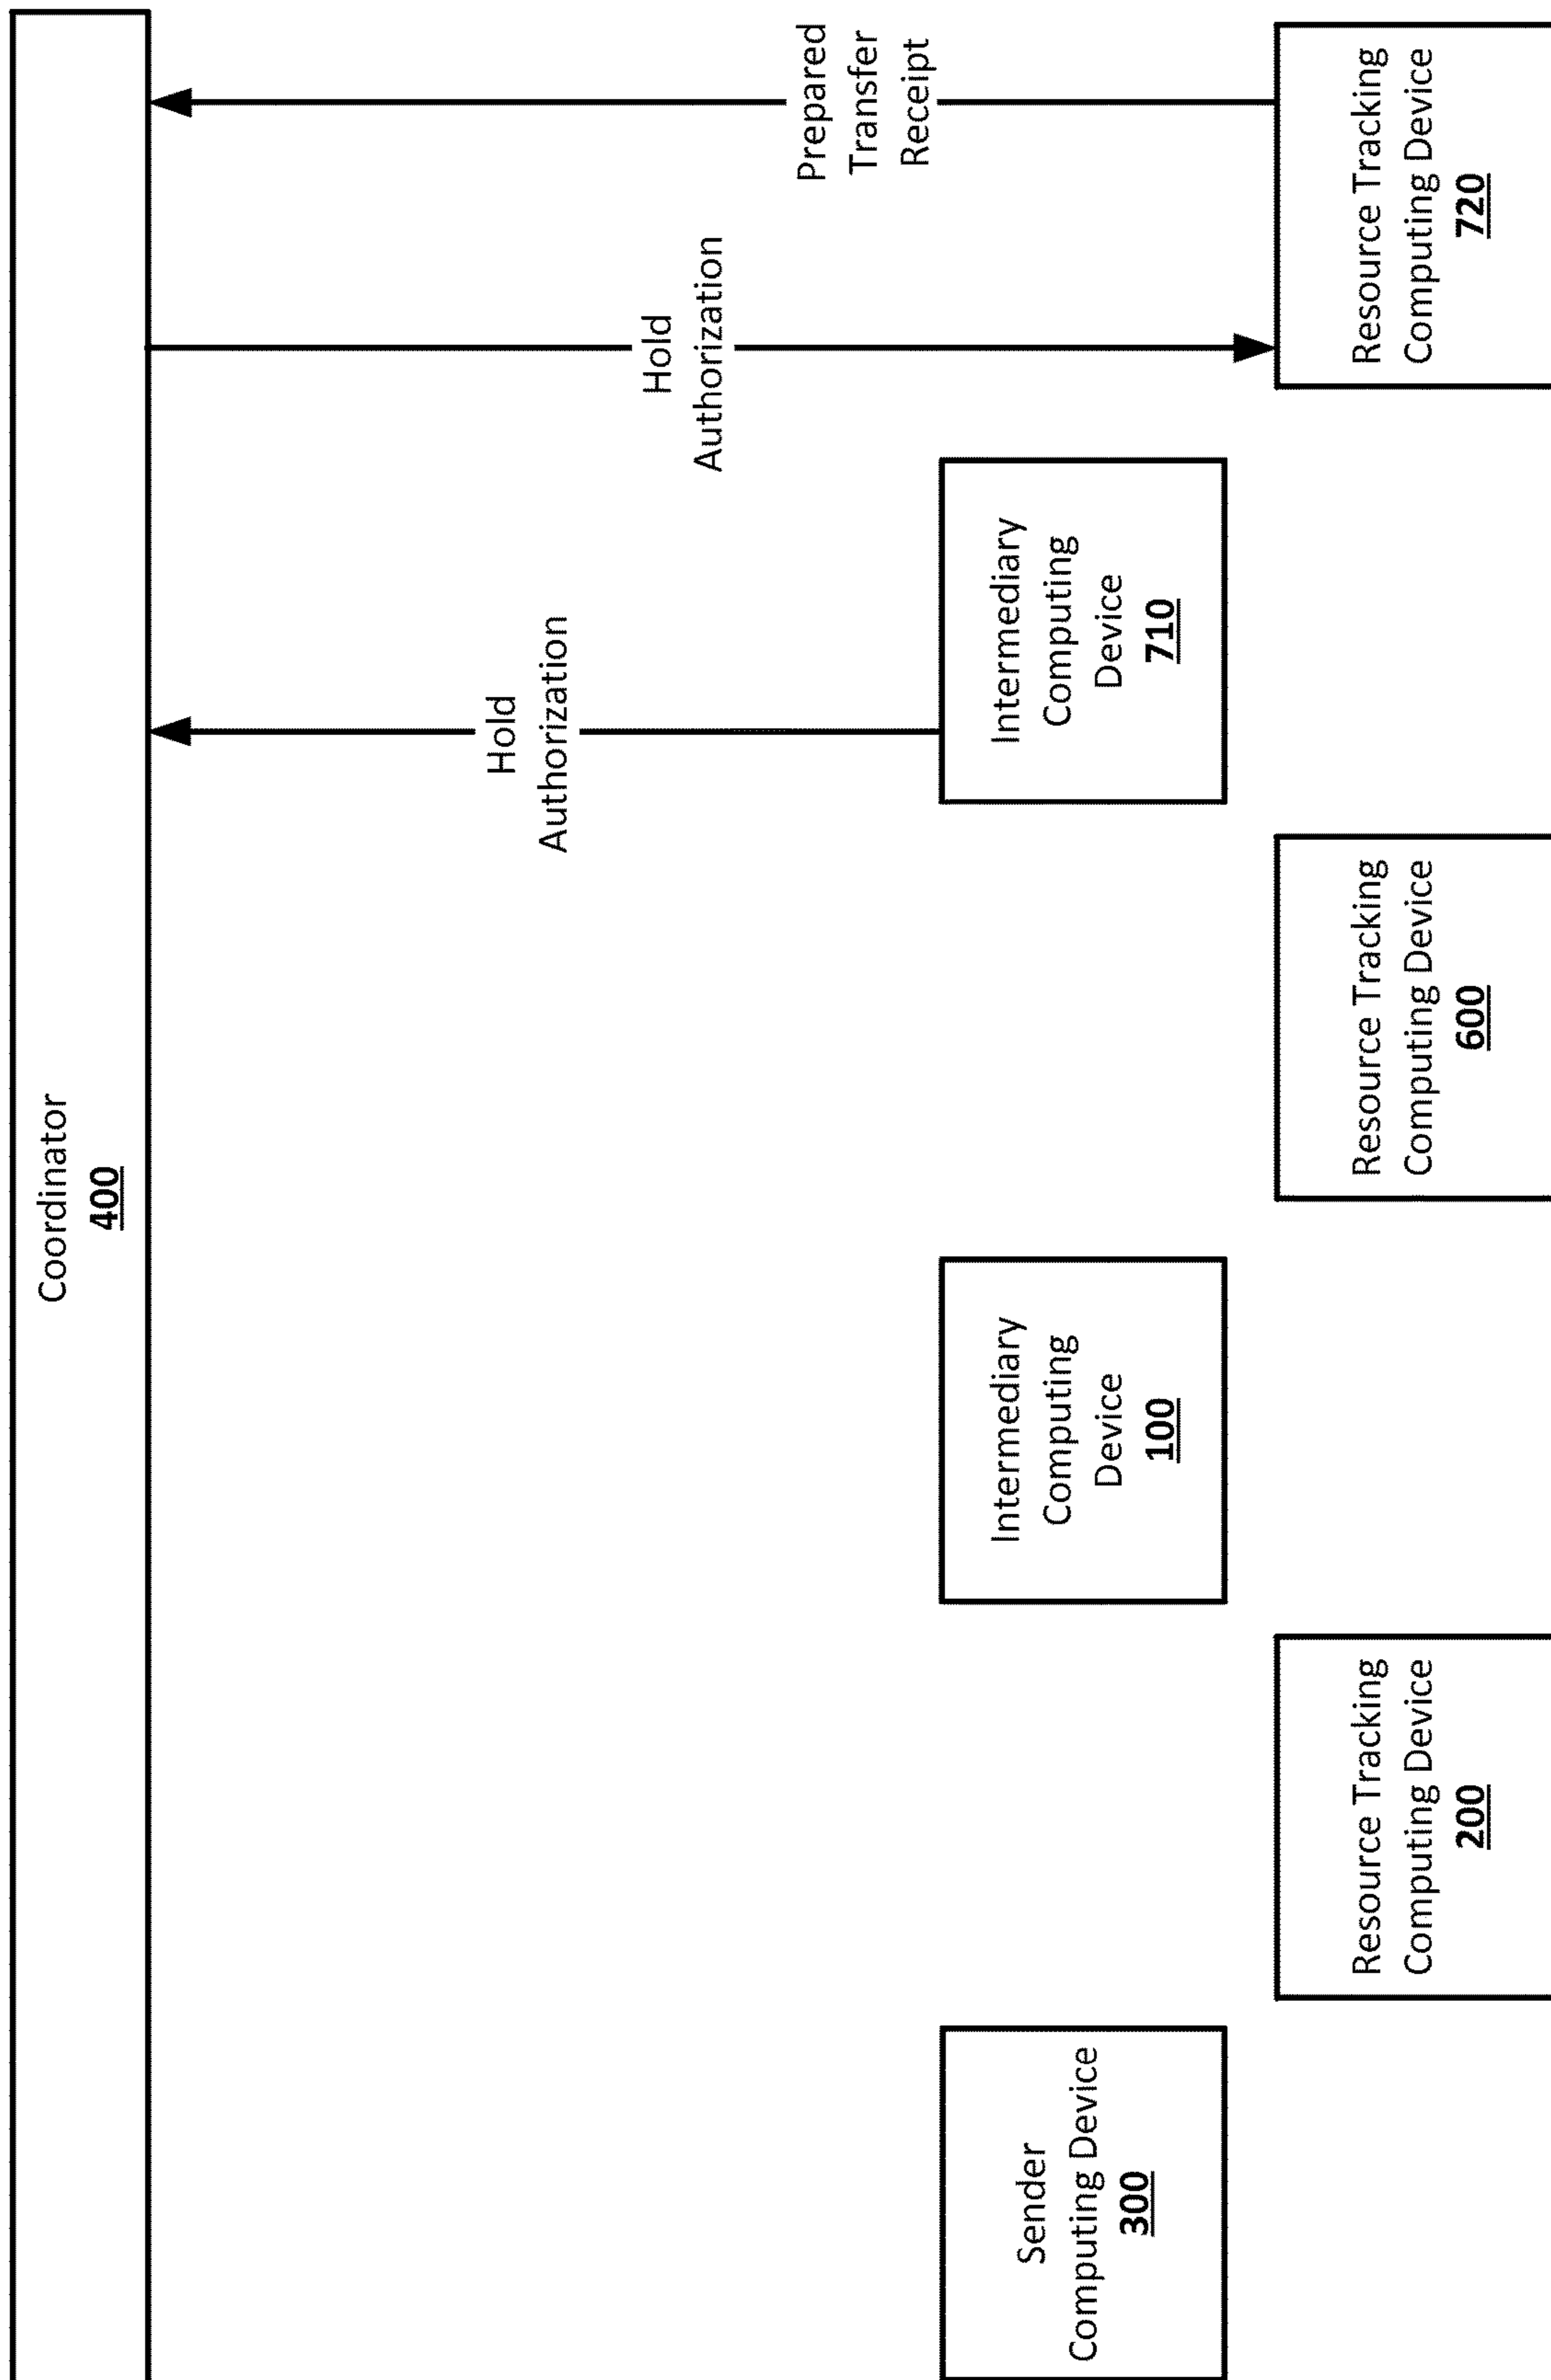 Coordinator
400
Hold
Authorization
Hold
Authorization
Prepared
Transfer
Receipt
Sender
Computing Device
300
Intermediary
Computing
Device
100
Intermediary
Computing
Device
710
Resource Tracking
Computing Device
200
Resource Tracking
Computing Device
600
Resource Tracking
Computing Device
720